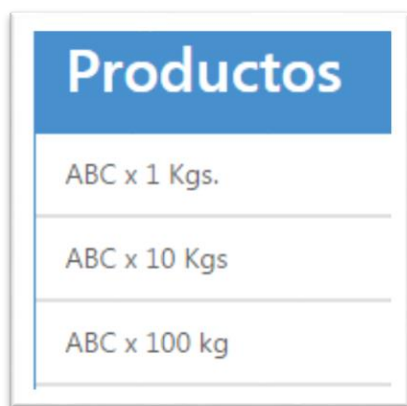 Productos
ABC x 1 Kgs.
ABC x 10 Kgs
ABC x 100 kg